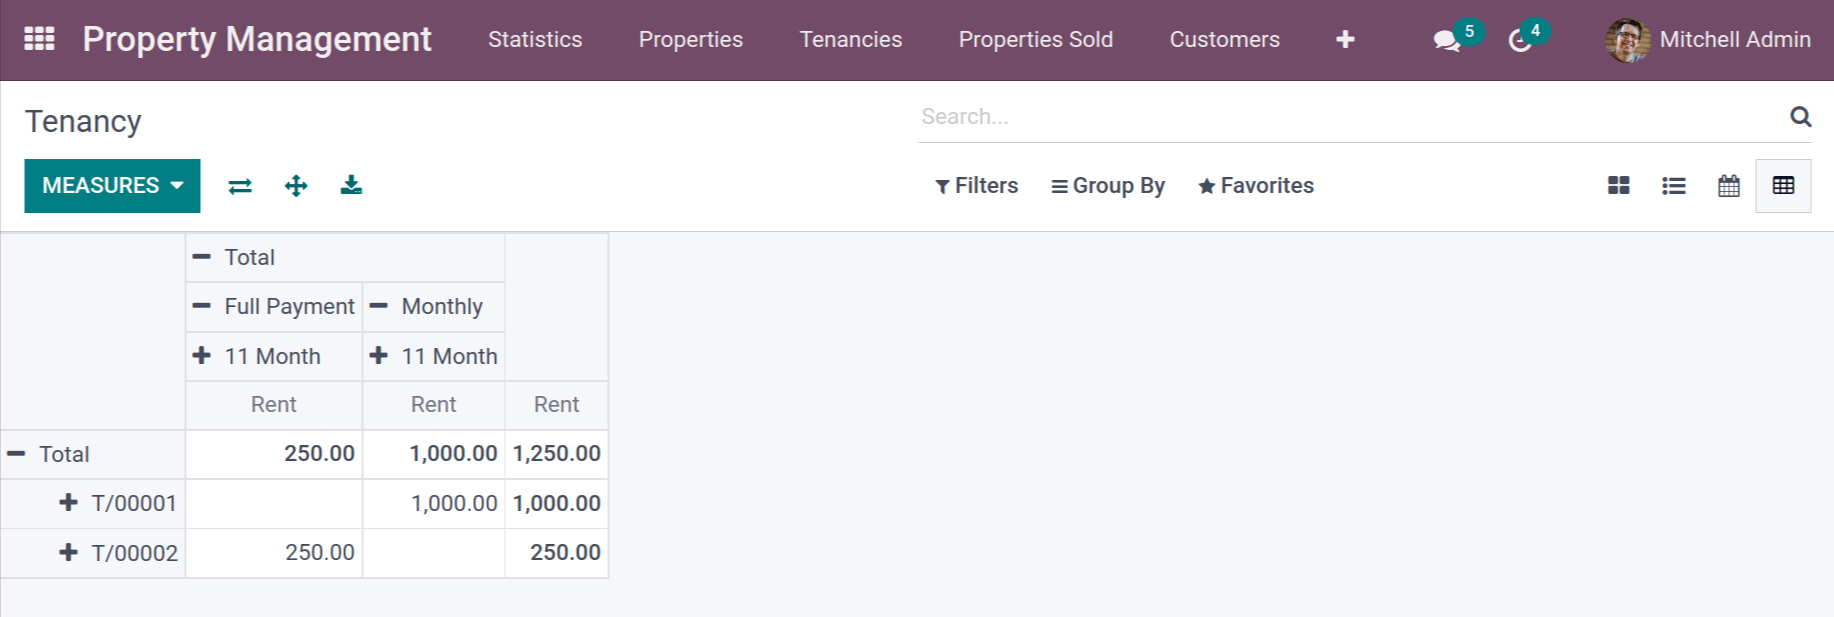 Property Management Statistics Properties Tenancies Properties Sold Customers 5 4 Mitchell Admin
Tenancy
Search...
MEASURES Filters Group By Favorites
Total
Full Payment Monthly
11 Month 11 Month
Rent Rent Rent
Total 250.00 1,000.00 1,250.00
T/00001 1,000.00 1,000.00
T/00002 250.00 250.00